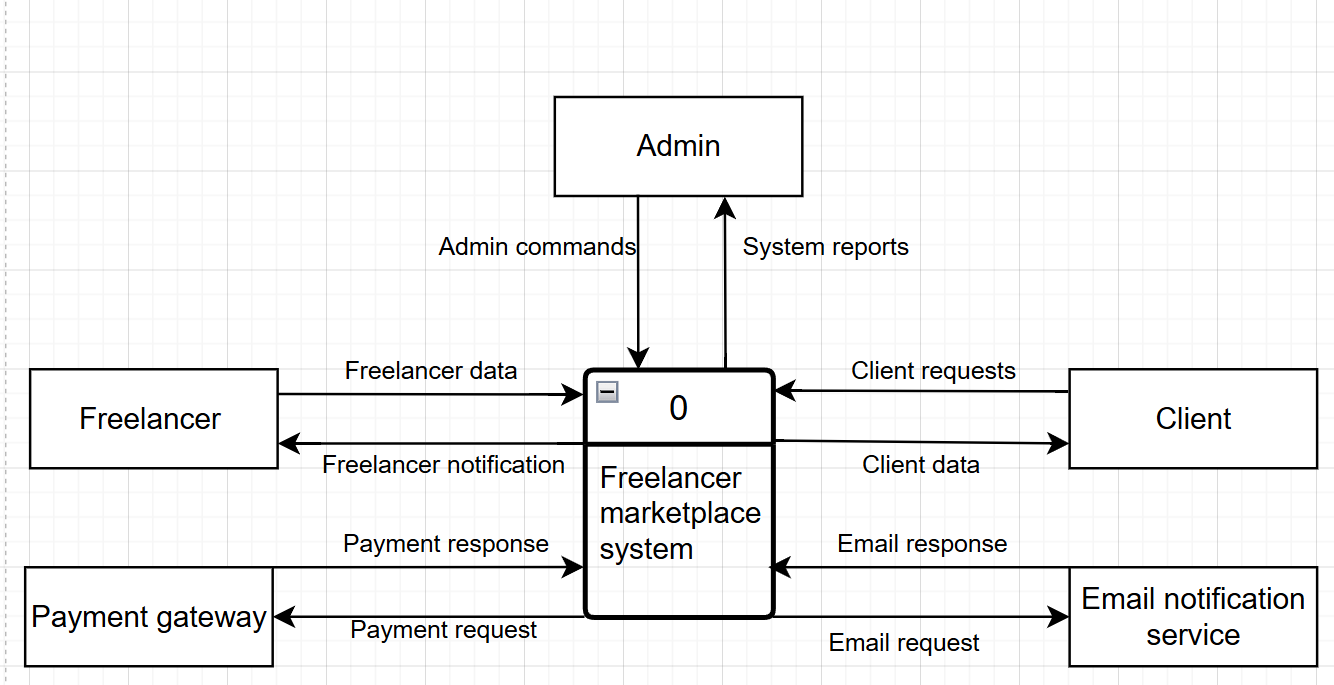 Admin
Admin commands
System reports
Freelancer data
Client requests
Freelancer
0
Client
Freelancer notification
Client data
Freelancer
marketplace
system
Payment response
Email response
Payment gateway
Payment request
Email notification
service
Email request